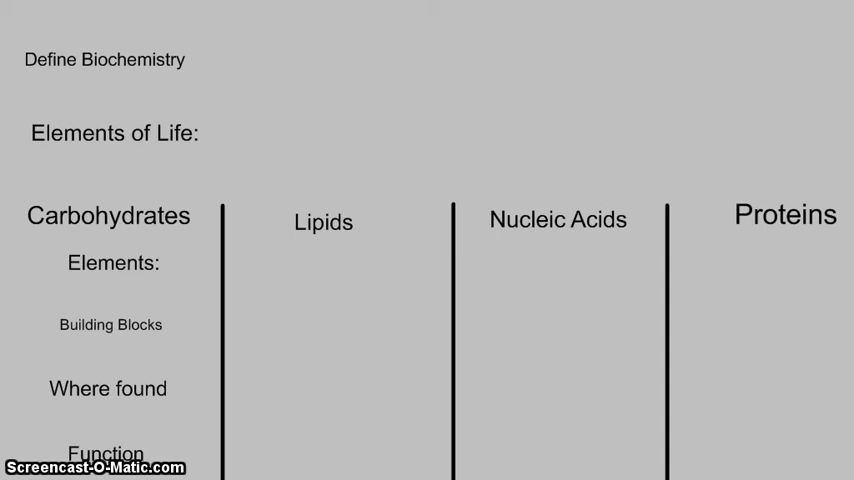 Define Biochemistry
Elements of Life:
Carbohydrates
Lipids
Nucleic Acids
Proteins
Elements:
Building Blocks
Where found
Function
Screencast-O-Matic.com